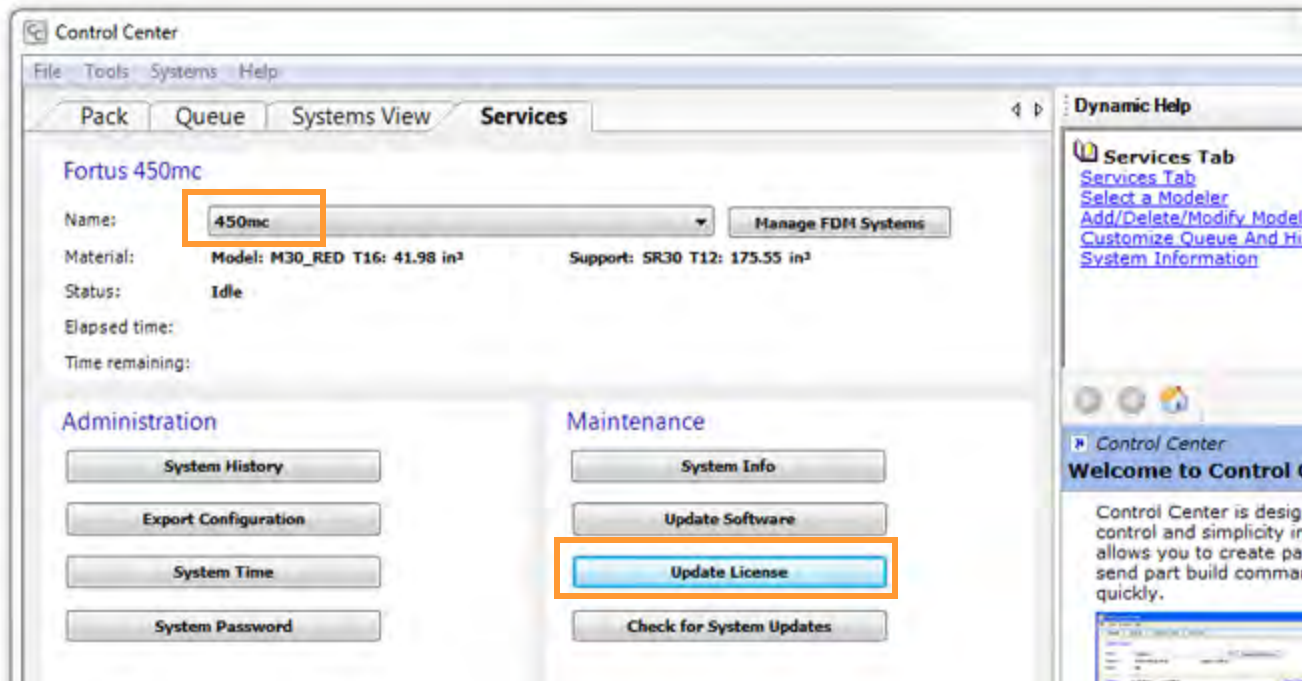 Control Center
File Tools Systems Help
Pack Queue Systems View Services
Fortus 450mc
Name: 450mc Manage FDM Systems
Material: Model: M30_RED T16: 41.98 in³ Support: SR30 T12: 175.55 in³
Status: Idle
Elapsed time:
Time remaining:
Administration
System History
Export Configuration
System Time
System Password
Maintenance
System Info
Update Software
Update License
Check for System Updates
Dynamic Help
Services Tab
Services Tab
Select a Modeler
Add/Delete/Modify Model
Customize Queue And Hi
System Information
Control Center
Welcome to Control
Control Center is desig
control and simplicity i
allows you to create pa
send part build comma
quickly.